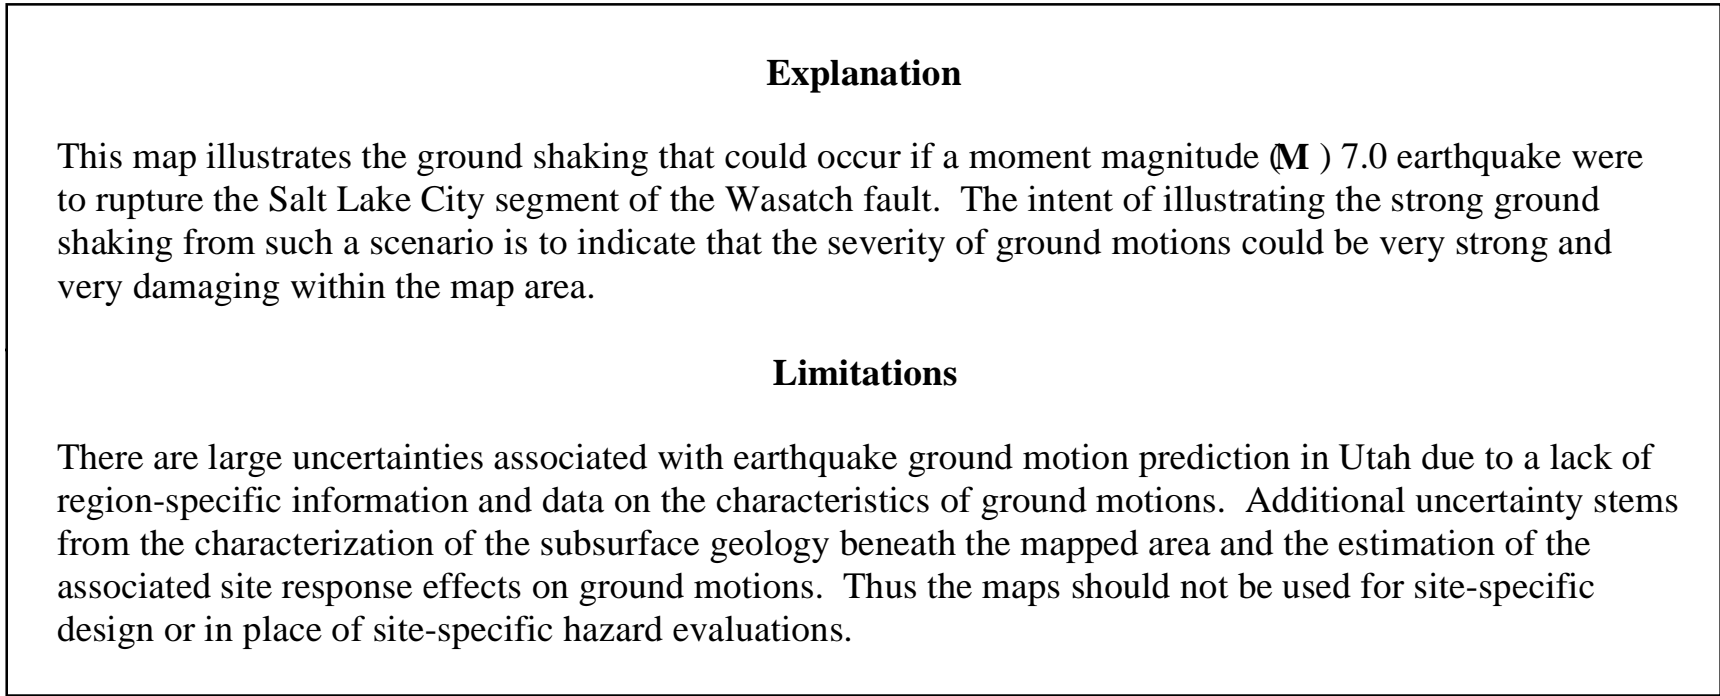 Explanation
This map illustrates the ground shaking that could occur if a moment magnitude (M ) 7.0 earthquake were
to rupture the Salt Lake City segment of the Wasatch fault.  The intent of illustrating the strong ground
shaking from such a scenario is to indicate that the severity of ground motions could be very strong and
very damaging within the map area.
Limitations
There are large uncertainties associated with earthquake ground motion prediction in Utah due to a lack of
region-specific information and data on the characteristics of ground motions.  Additional uncertainty stems
from the characterization of the subsurface geology beneath the mapped area and the estimation of the
associated site response effects on ground motions.  Thus the maps should not be used for site-specific
design or in place of site-specific hazard evaluations.